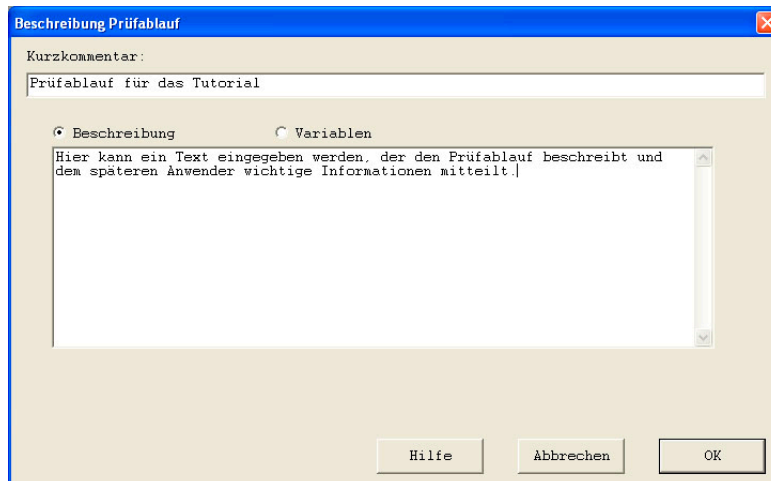 Beschreibung Prüfablauf
Kurzkommentar:
Prüfablauf für das Tutorial
Beschreibung
Variablen
Hier kann ein Text eingegeben werden, der den Prüfablauf beschreibt und
dem späteren Anwender wichtige Informationen mitteilt.
Hilfe
Abbrechen
OK